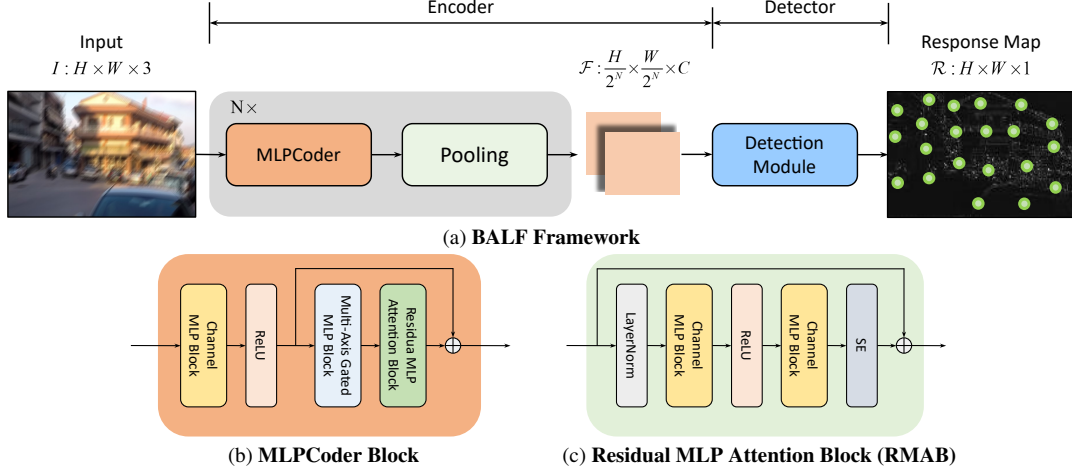 Encoder
Detector
Input
I : H × W × 3
ℱ : H/2^N × W/2^N × C
Response Map
ℛ : H × W × 1
N×
MLPCoder
Pooling
Detection
Module
(a) BALF Framework
Channel
MLP Block
ReLU
Multi-Axis Gated
MLP Block
Residua MLP
Attention Block
LayerNorm
Channel
MLP Block
ReLU
Channel
MLP Block
SE
(b) MLPCoder Block
(c) Residual MLP Attention Block (RMAB)